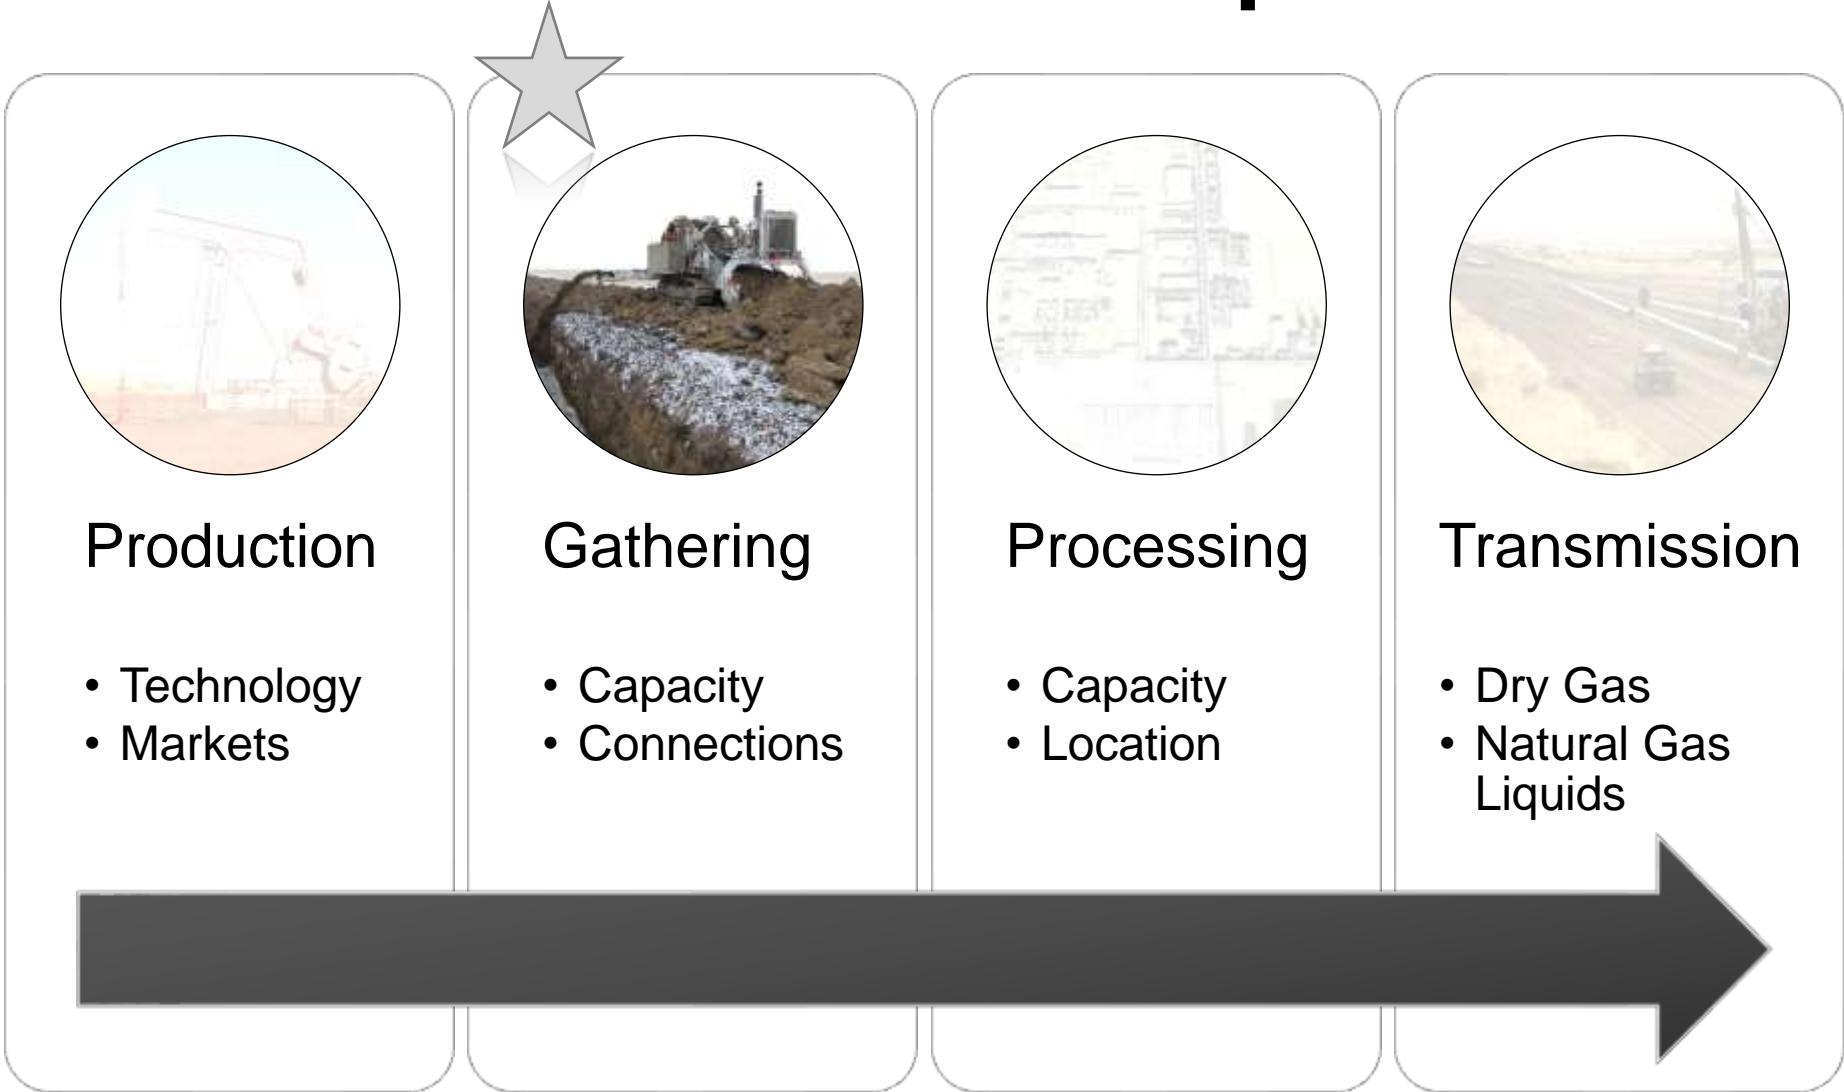 Production
• Technology
• Markets
Gathering
• Capacity
• Connections
Processing
• Capacity
• Location
Transmission
• Dry Gas
• Natural Gas
Liquids